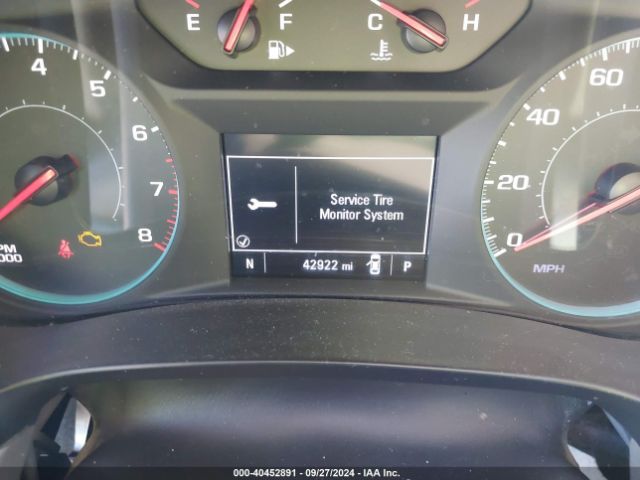 E F C H
4 5 6 7 8
PM
000
Service Tire
Monitor System
N 42922 mi P
0 20 40 60
MPH
000-40452891 - 09/27/2024 - IAA Inc.